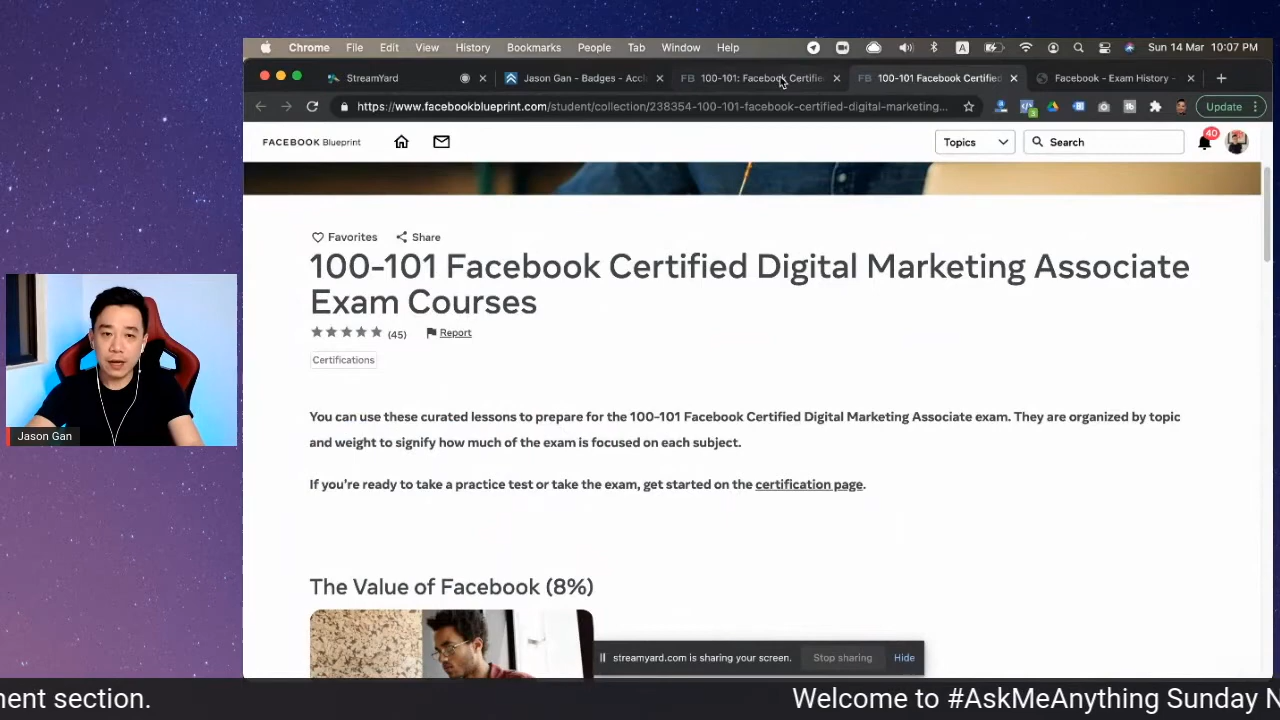 Chrome File Edit View History Bookmarks People Tab Window Help A Sun 14 Mar 10:07 PM
StreamYard Jason Gan - Badges - Accl FB 100-101: Facebook Certifie FB 100-101 Facebook Certified Facebook - Exam History -
https://www.facebookblueprint.com/student/collection/238354-100-101-facebook-certified-digital-marketing... 3 Update
FACEBOOK Blueprint Topics Search 40
Favorites Share
100-101 Facebook Certified Digital Marketing Associate
Exam Courses
(45) Report
Certifications
You can use these curated lessons to prepare for the 100-101 Facebook Certified Digital Marketing Associate exam. They are organized by topic
and weight to signify how much of the exam is focused on each subject.
If you're ready to take a practice test or take the exam, get started on the certification page.
Jason Gan
The Value of Facebook (8%)
streamyard.com is sharing your screen. Stop sharing Hide
nent section. Welcome to #AskMeAnything Sunday N